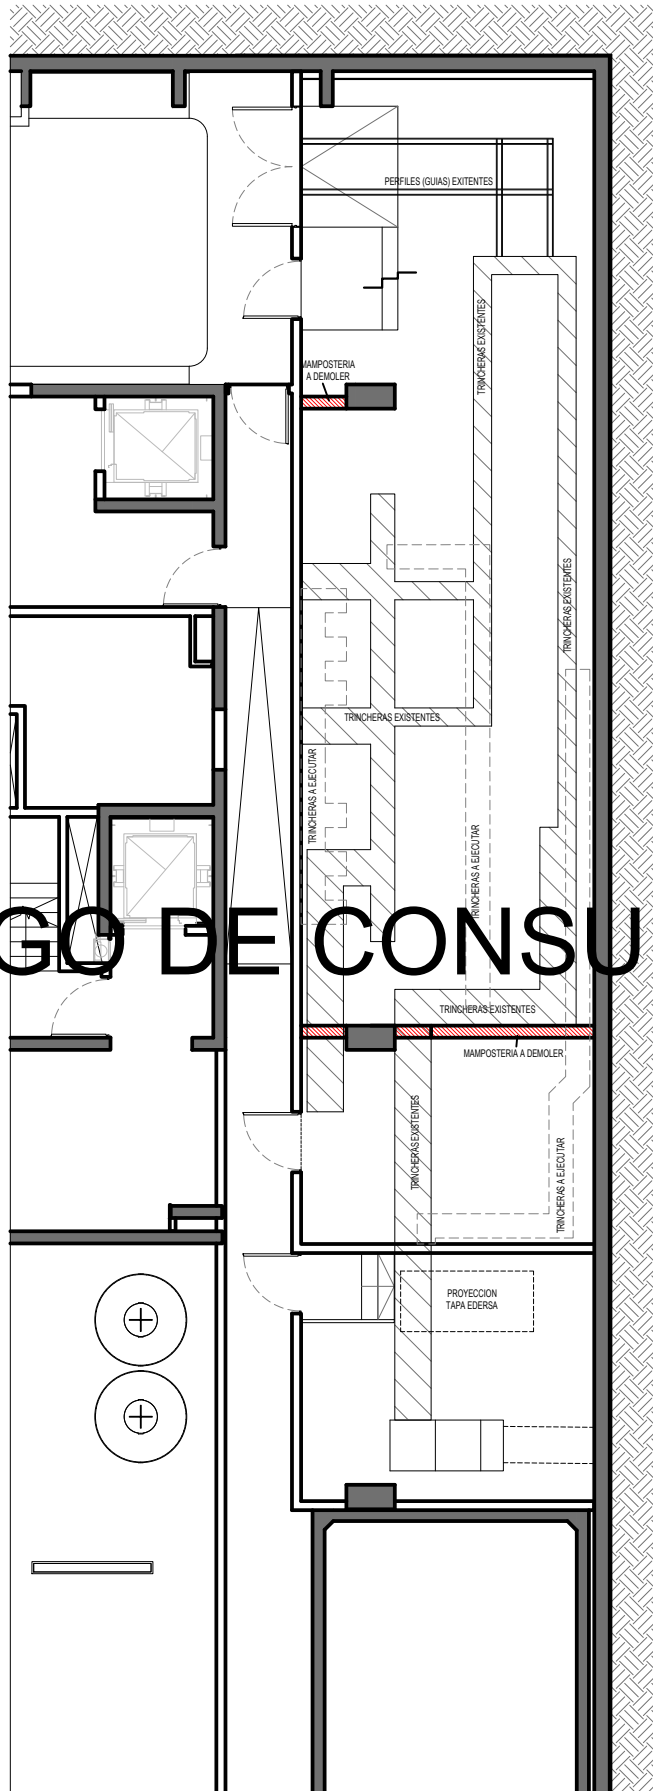 PERFILES (GUIAS) EXITENTES
TRINCHERAS EXISTENTES
MAMPOSTERIA
A DEMOLER
TRINCHERAS EXISTENTES
TRINCHERAS EXISTENTES
TRINCHERAS A EJECUTAR
TRINCHERAS A EJECUTAR
GO DE CONSU
TRINCHERAS EXISTENTES
MAMPOSTERIA A DEMOLER
TRINCHERAS EXISTENTES
TRINCHERAS A EJECUTAR
PROYECCION
TAPA EDERSA